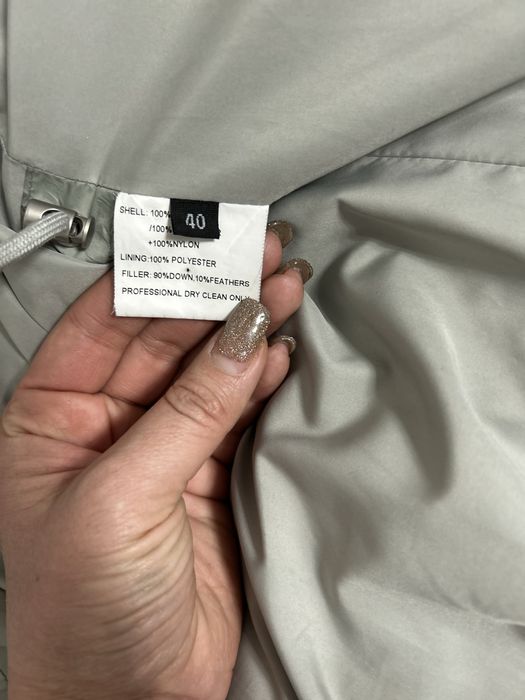 SHELL: 100%
40
/100%
+100%NYLON
LINING:100% POLYESTER
FILLER: 90%DOWN,10%FEATHERS
PROFESSIONAL DRY CLEAN ONLY